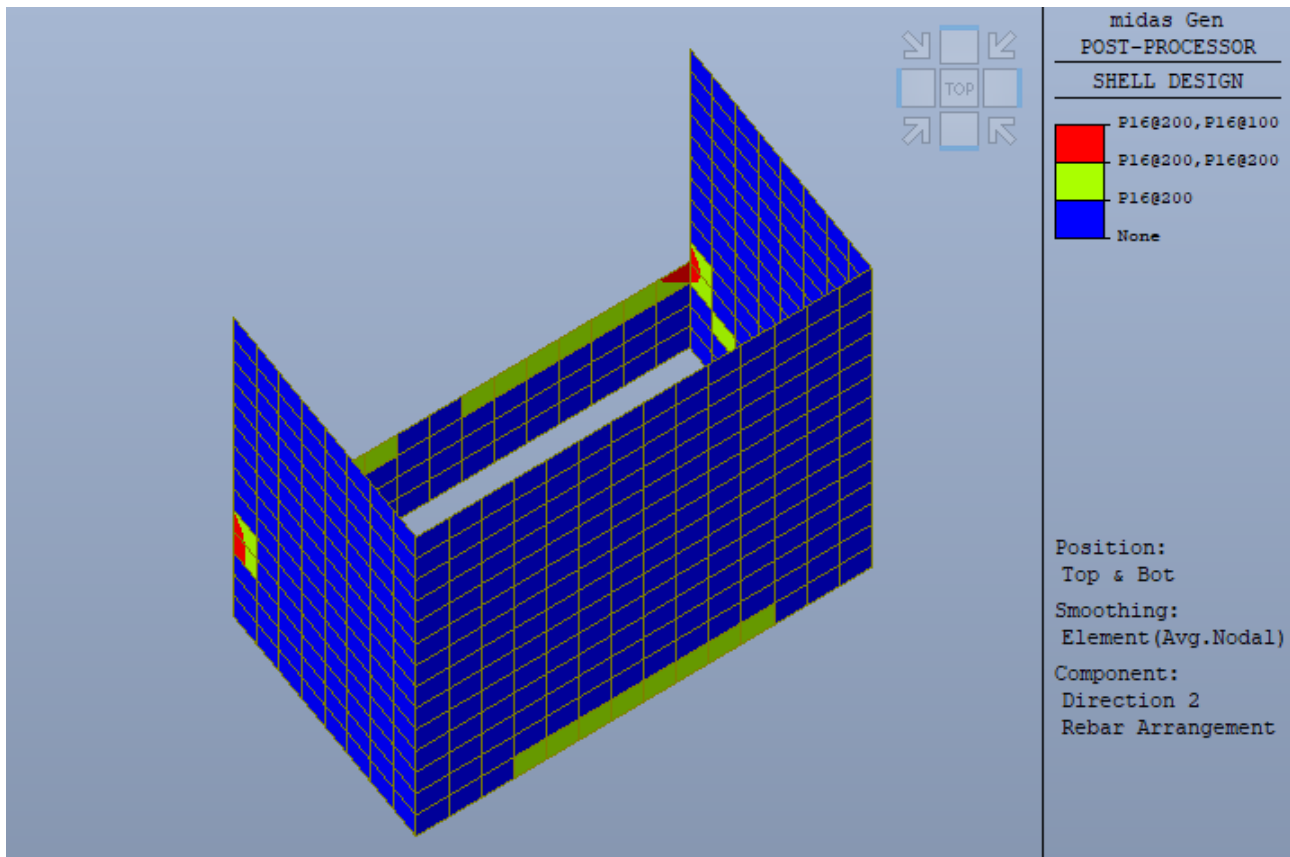 midas Gen
POST-PROCESSOR
SHELL DESIGN
P16@200,P16@100
P16@200,P16@200
P16@200
None
TOP
Position:
Top & Bot
Smoothing:
Element(Avg.Nodal)
Component:
Direction 2
Rebar Arrangement